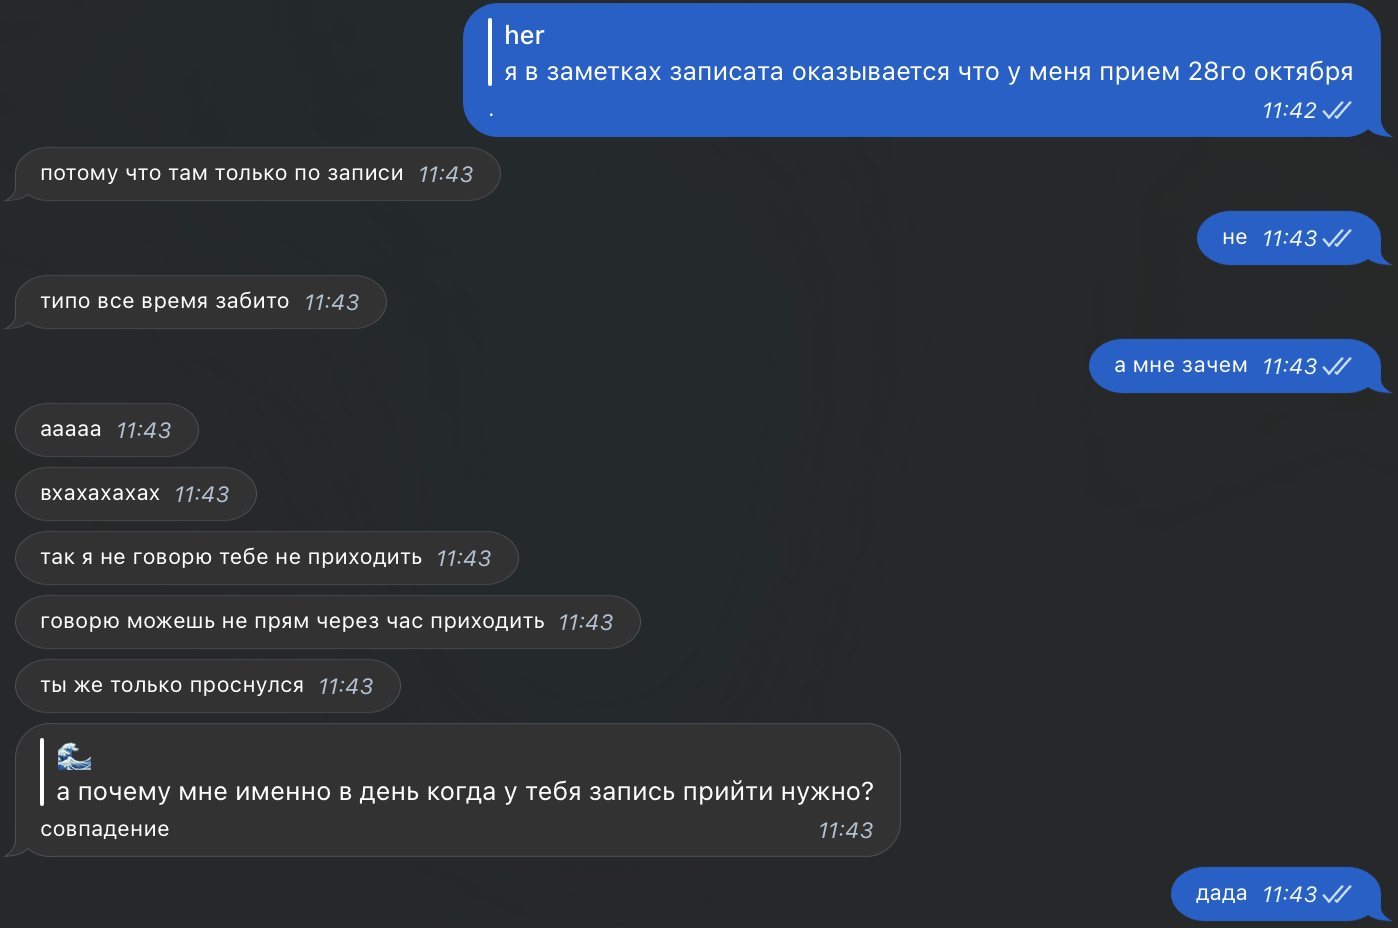 her
я в заметках записата оказывается что у меня прием 28го октября
. 11:42
потому что там только по записи 11:43
не 11:43
типо все время забито 11:43
а мне зачем 11:43
ааааа 11:43
вхахахахах 11:43
так я не говорю тебе не приходить 11:43
говорю можешь не прям через час приходить 11:43
ты же только проснулся 11:43
🌊
а почему мне именно в день когда у тебя запись прийти нужно?
совпадение 11:43
дада 11:43